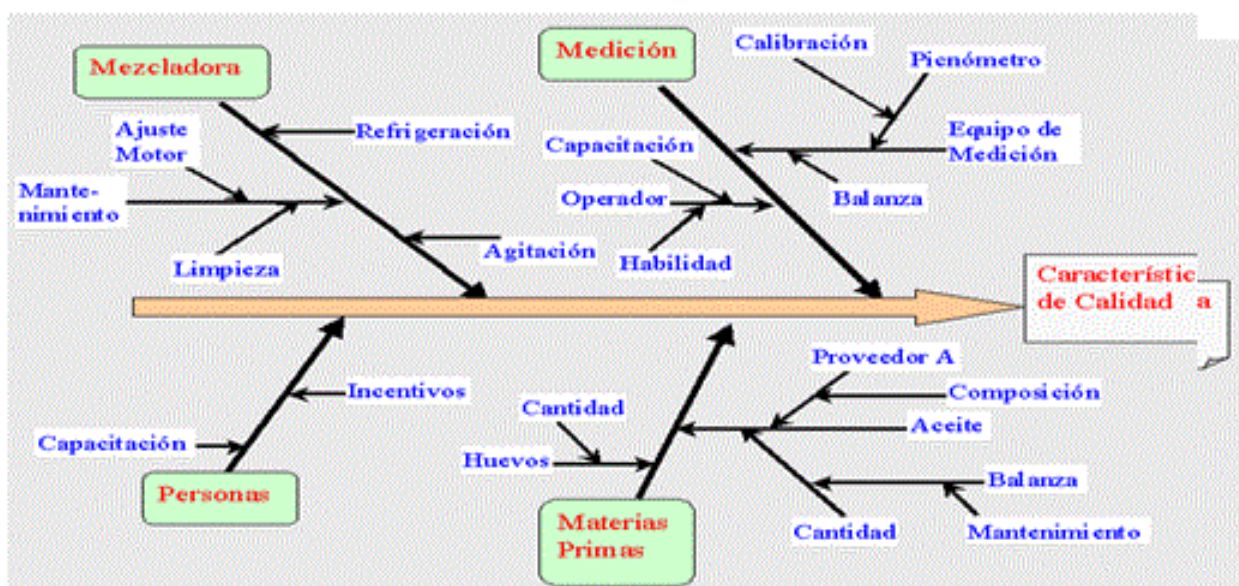 Mezcladora
Medición
Calibración
Picnómetro
Ajuste
Motor
Refrigeración
Capacitación
Equipo de
Medición
Mante-
nimiento
Operador
Balanza
Limpieza
Agitación
Habilidad
Característic
de Calidad a
Proveedor A
Incentivos
Cantidad
Composición
Aceite
Capacitación
Huevos
Balanza
Personas
Materias
Primas
Cantidad
Mantenimiento